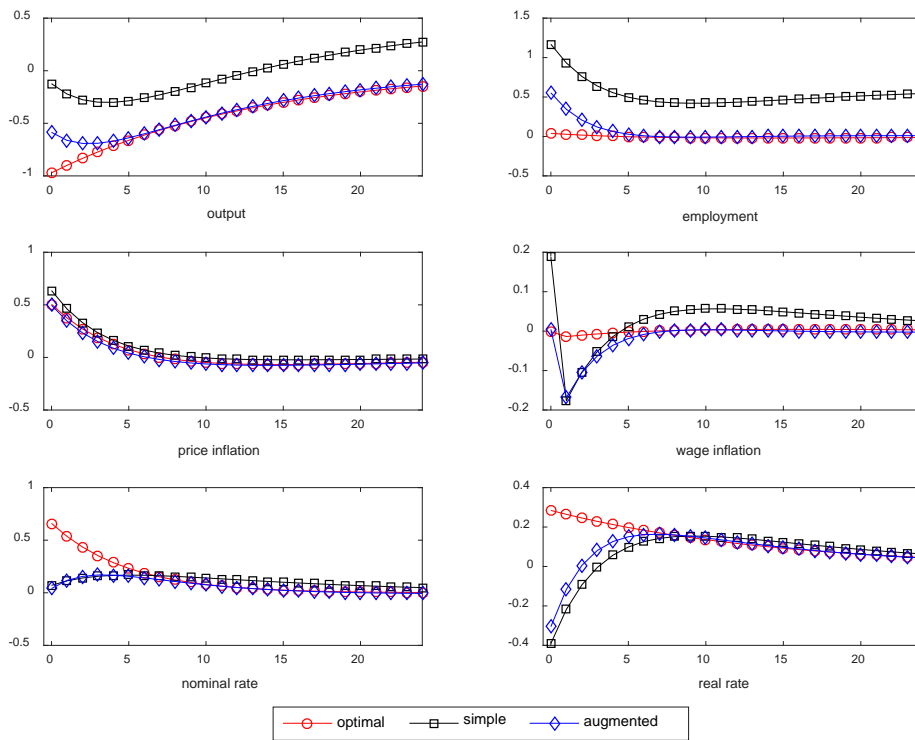 0.5
0
-0.5
-1
0 5 10 15 20
output
1.5
1
0.5
0
-0.5
0 5 10 15 20
employment
1
0.5
0
-0.5
0 5 10 15 20
price inflation
0.2
0.1
0
-0.1
-0.2
0 5 10 15 20
wage inflation
1
0.5
0
-0.5
0 5 10 15 20
nominal rate
0.4
0.2
0
-0.2
-0.4
0 5 10 15 20
real rate
optimal simple augmented